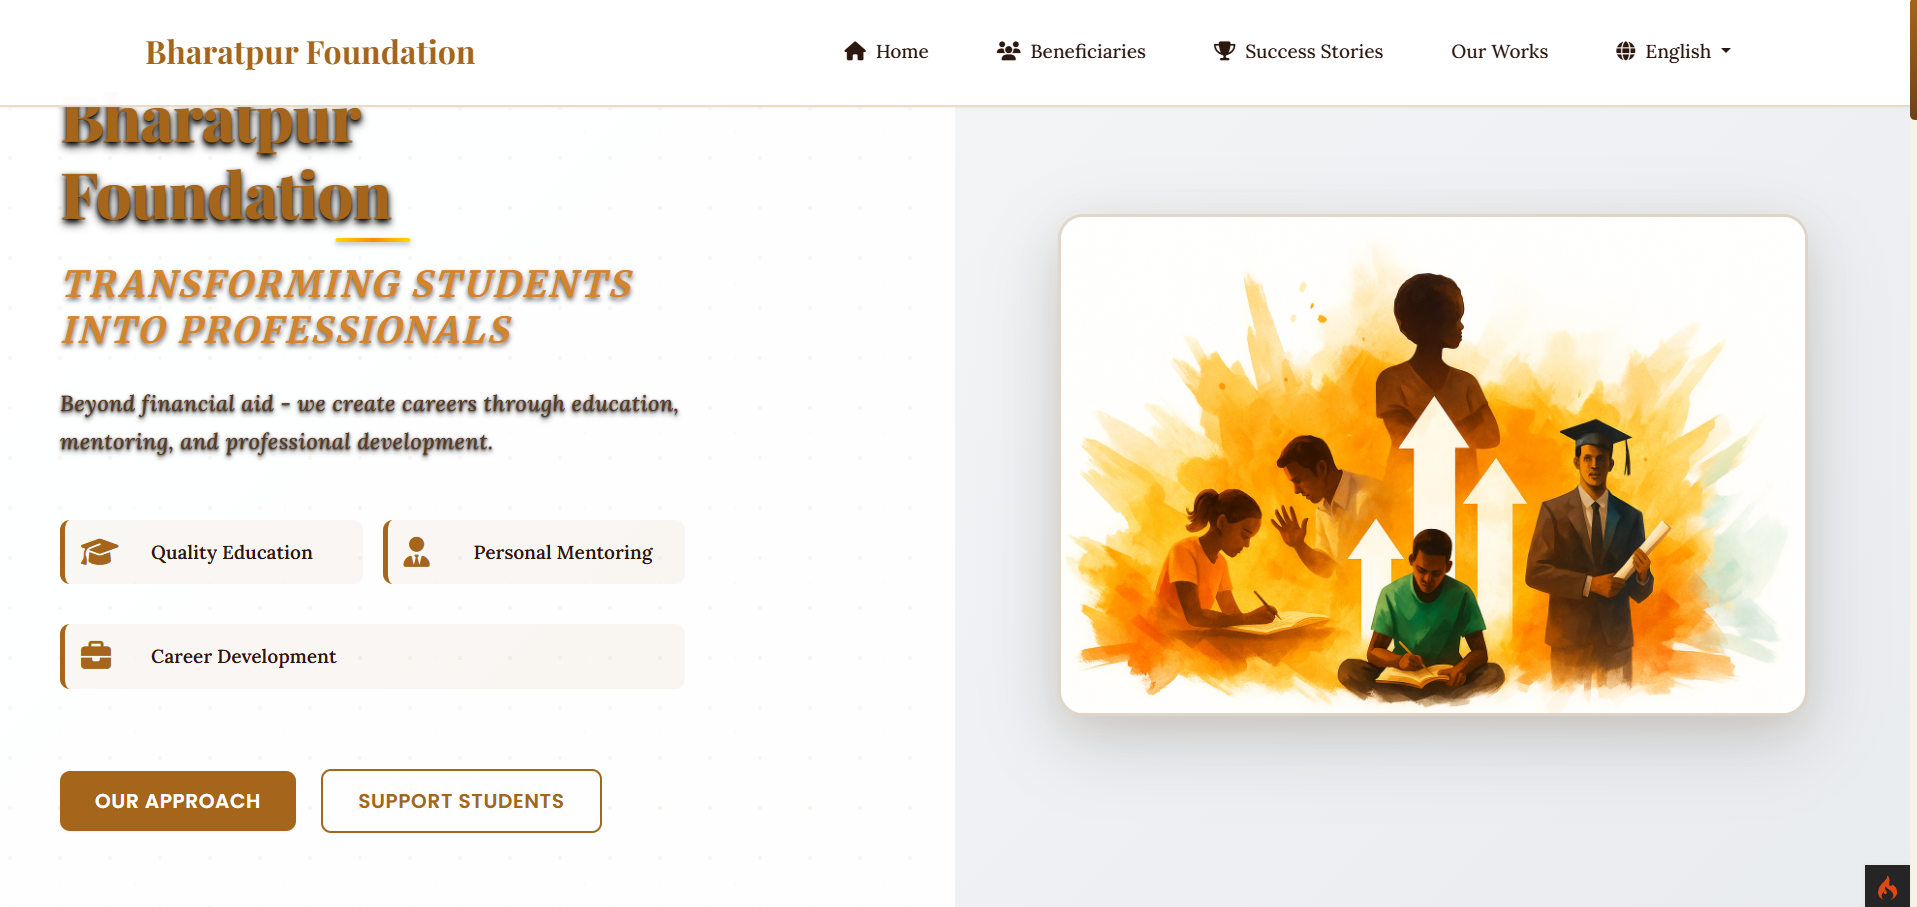 Bharatpur Foundation
Home
Beneficiaries
Success Stories
Our Works
English
Bharatpur
Foundation
TRANSFORMING STUDENTS
INTO PROFESSIONALS
Beyond financial aid - we create careers through education,
mentoring, and professional development.
Quality Education
Personal Mentoring
Career Development
OUR APPROACH
SUPPORT STUDENTS